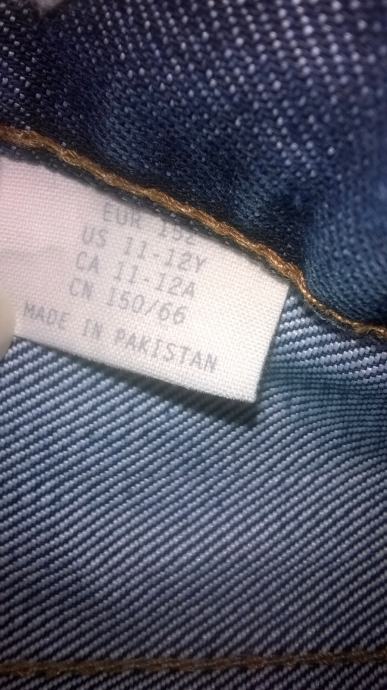 EUR 152
US 11-12Y
CA 11-12A
CN 150/66
MADE IN PAKISTAN